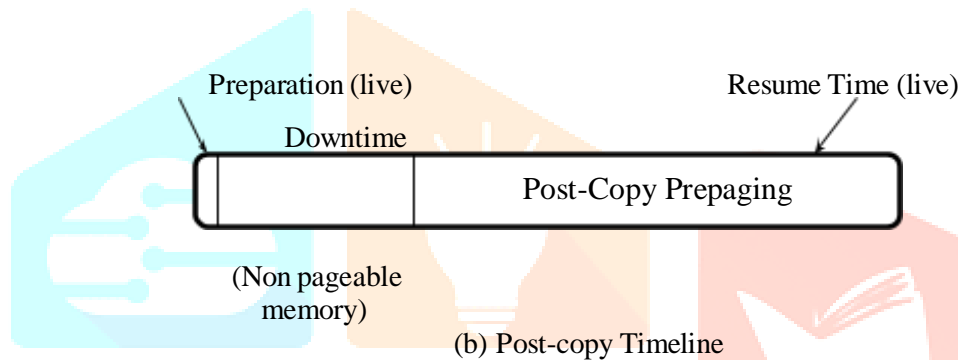 Preparation (live)
Resume Time (live)
Downtime
Post-Copy Prepaging
(Non pageable
memory)
(b) Post-copy Timeline